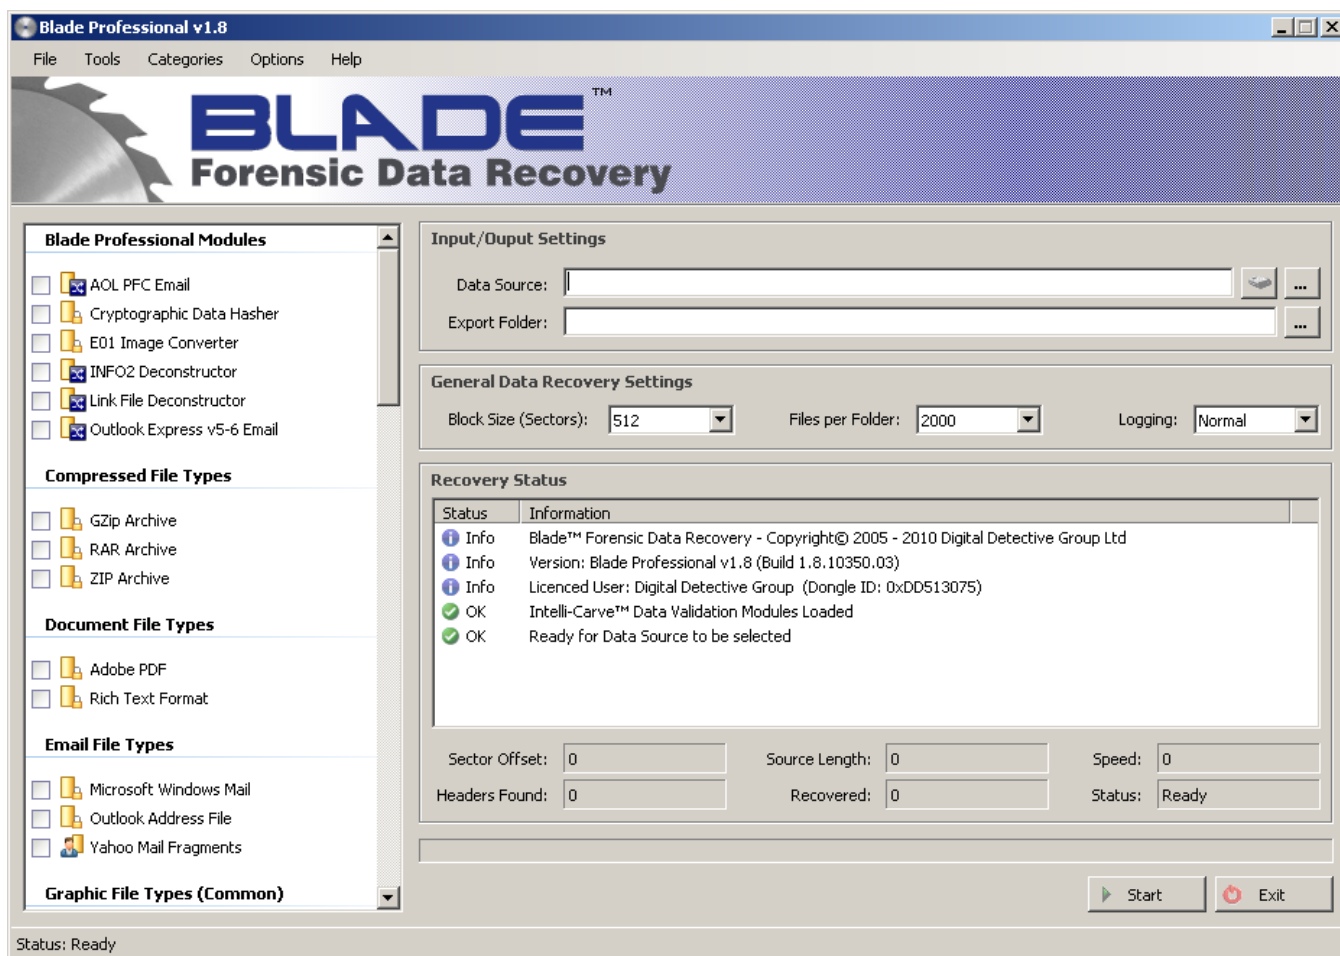 Blade Professional v1.8
File Tools Categories Options Help
BLADE™
Forensic Data Recovery
Blade Professional Modules
AOL PFC Email
Cryptographic Data Hasher
E01 Image Converter
INFO2 Deconstructor
Link File Deconstructor
Outlook Express v5-6 Email
Compressed File Types
GZip Archive
RAR Archive
ZIP Archive
Document File Types
Adobe PDF
Rich Text Format
Email File Types
Microsoft Windows Mail
Outlook Address File
Yahoo Mail Fragments
Graphic File Types (Common)
Input/Ouput Settings
Data Source: ...
Export Folder: ...
General Data Recovery Settings
Block Size (Sectors): 512 Files per Folder: 2000 Logging: Normal
Recovery Status
Status Information
Info Blade™ Forensic Data Recovery - Copyright© 2005 - 2010 Digital Detective Group Ltd
Info Version: Blade Professional v1.8 (Build 1.8.10350.03)
Info Licenced User: Digital Detective Group (Dongle ID: 0xDD513075)
OK Intelli-Carve™ Data Validation Modules Loaded
OK Ready for Data Source to be selected
Sector Offset: 0 Source Length: 0 Speed: 0
Headers Found: 0 Recovered: 0 Status: Ready
Start Exit
Status: Ready